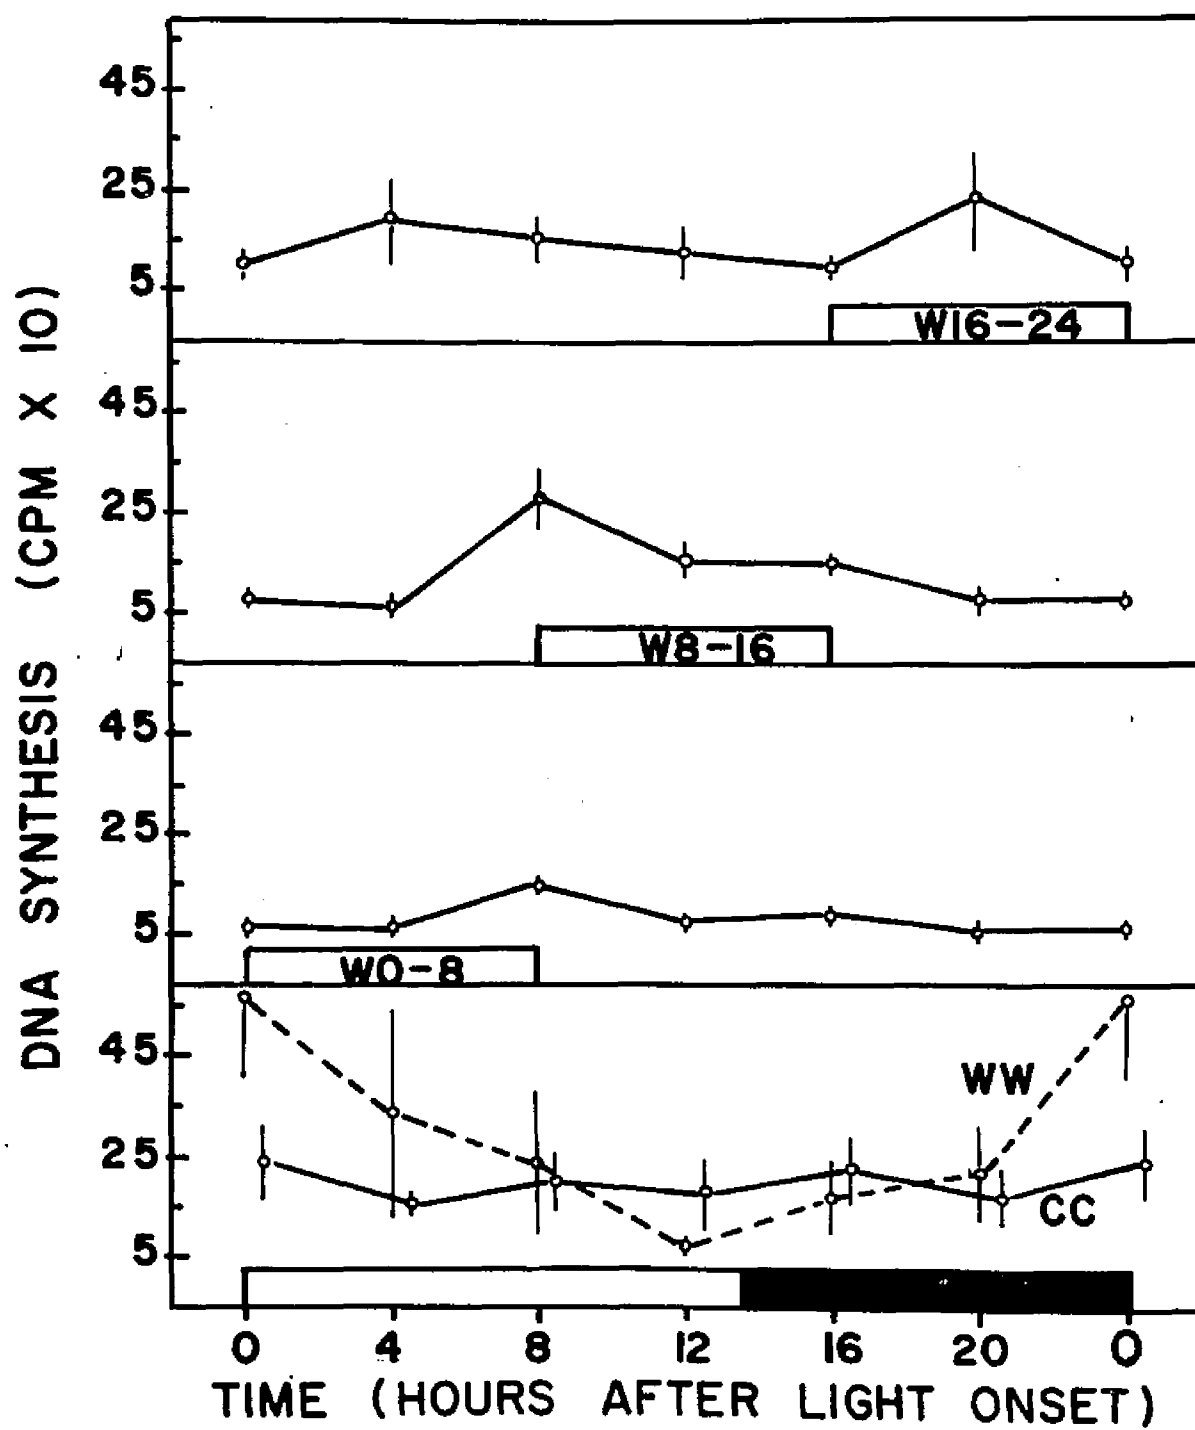 DNA SYNTHESIS (CPM X 10)
45
25
5
W16-24
45
25
5
W8-16
45
25
5
W0-8
45
25
5
WW
CC
0 4 8 12 16 20 0
TIME (HOURS AFTER LIGHT ONSET)